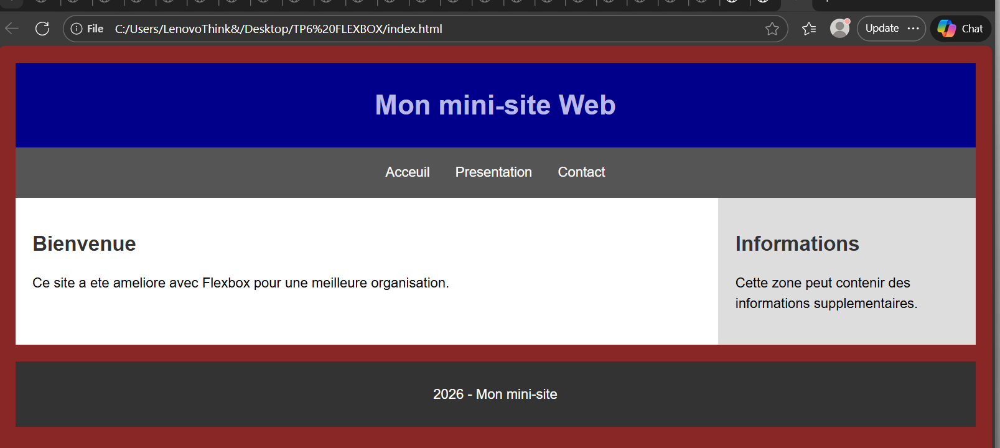 File C:/Users/LenovoThink&/Desktop/TP6%20FLEXBOX/index.html Update Chat
Mon mini-site Web
Acceuil Presentation Contact
Bienvenue
Ce site a ete ameliore avec Flexbox pour une meilleure organisation.
Informations
Cette zone peut contenir des
informations supplementaires.
2026 - Mon mini-site